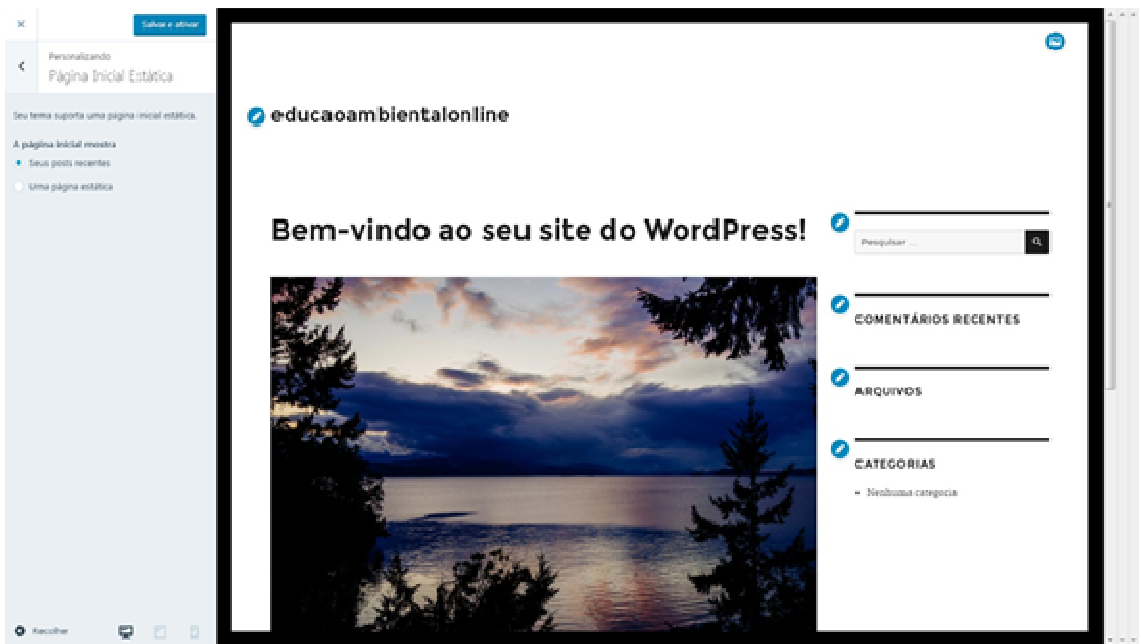 Salvar e ativar
Personalizando
Página Inicial Estática
Seu tema suporta uma página inicial estática.
A página inicial mostra
Seus posts recentes
Uma página estática
Recolher
educaoambientalonline
Bem-vindo ao seu site do WordPress!
Pesquisar ...
COMENTÁRIOS RECENTES
ARQUIVOS
CATEGORIAS
Nenhuma categoria